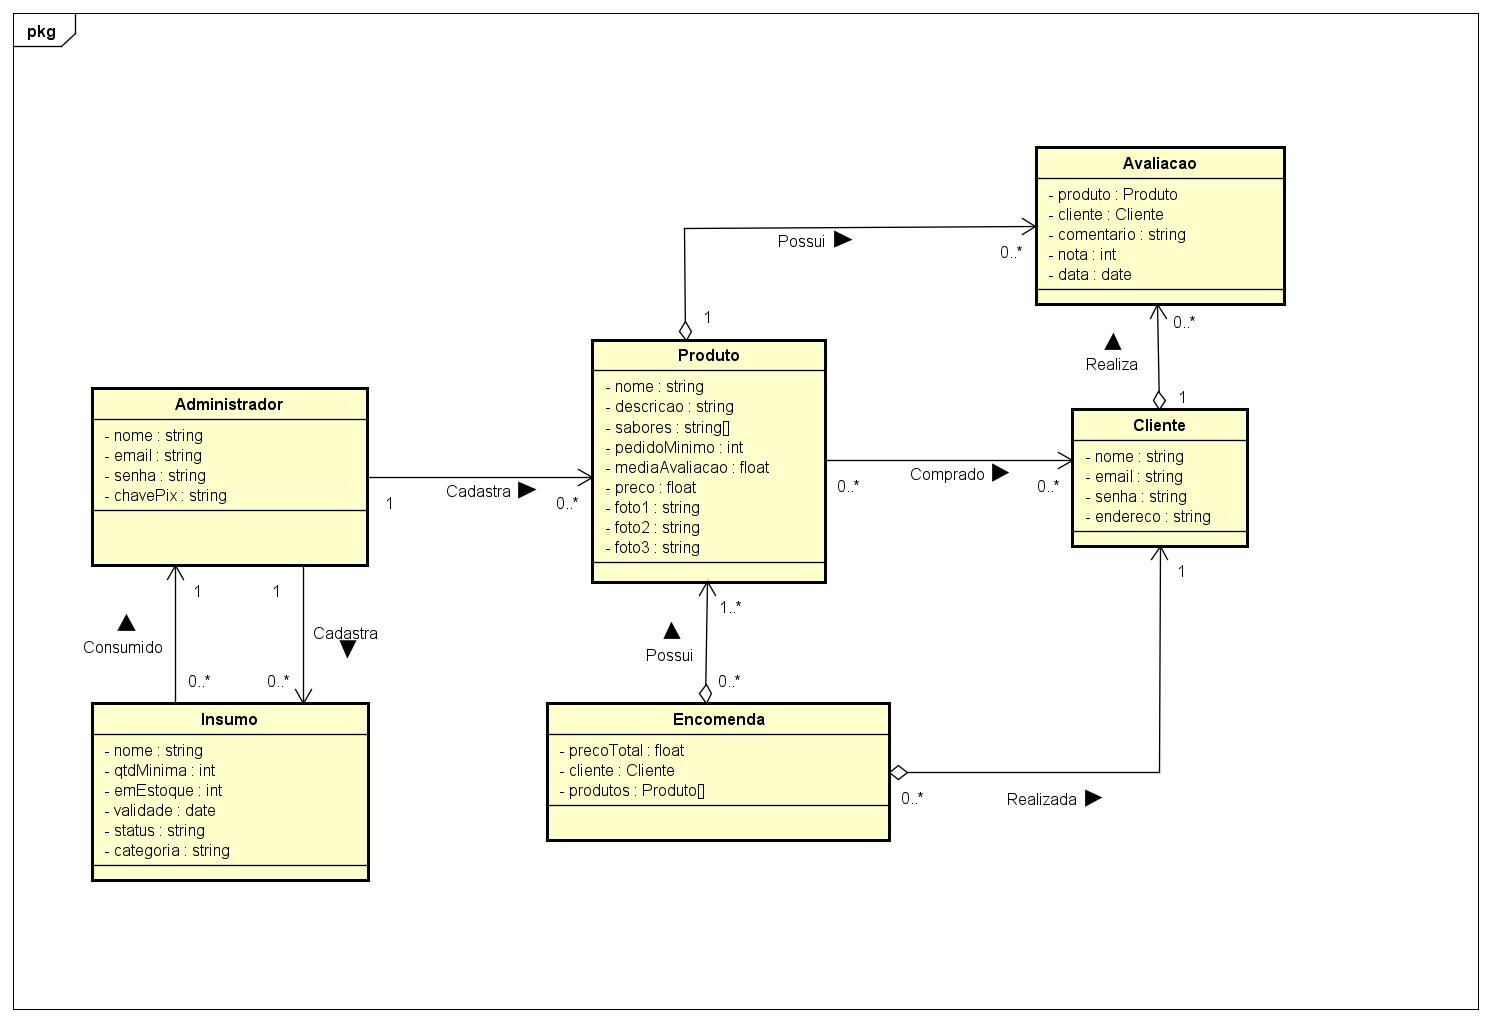 pkg
Avaliacao
- produto : Produto
- cliente : Cliente
- comentario : string
- nota : int
- data : date
Possui
0..*
1
0..*
Realiza
1
Produto
- nome : string
- descricao : string
- sabores : string[]
- pedidoMinimo : int
- mediaAvaliacao : float
- preco : float
- foto1 : string
- foto2 : string
- foto3 : string
Administrador
- nome : string
- email : string
- senha : string
- chavePix : string
Cadastra
1
0..*
Cliente
- nome : string
- email : string
- senha : string
- endereco : string
Comprado
0..*
0..*
1
1
1
Consumido
Cadastra
0..*
0..*
1..*
Possui
0..*
Insumo
- nome : string
- qtdMinima : int
- emEstoque : int
- validade : date
- status : string
- categoria : string
Encomenda
- precoTotal : float
- cliente : Cliente
- produtos : Produto[]
0..*
Realizada